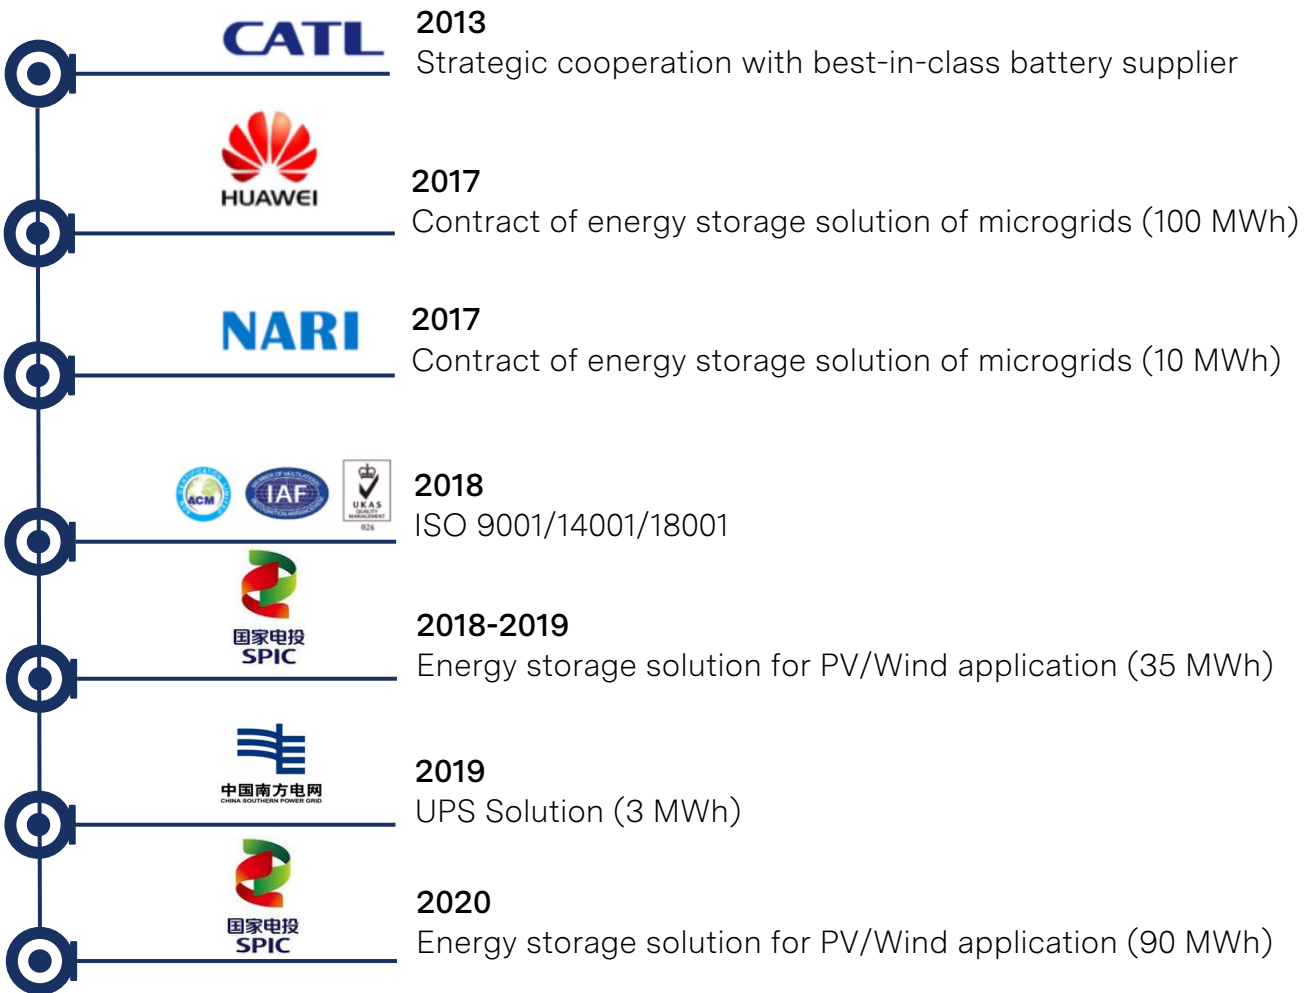 CATL
2013
Strategic cooperation with best-in-class battery supplier
HUAWEI
2017
Contract of energy storage solution of microgrids (100 MWh)
NARI
2017
Contract of energy storage solution of microgrids (10 MWh)
ACM
IAF
UKAS
QUALITY
MANAGEMENT
026
2018
ISO 9001/14001/18001
国家电投
SPIC
2018-2019
Energy storage solution for PV/Wind application (35 MWh)
中国南方电网
CHINA SOUTHERN POWER GRID
2019
UPS Solution (3 MWh)
国家电投
SPIC
2020
Energy storage solution for PV/Wind application (90 MWh)